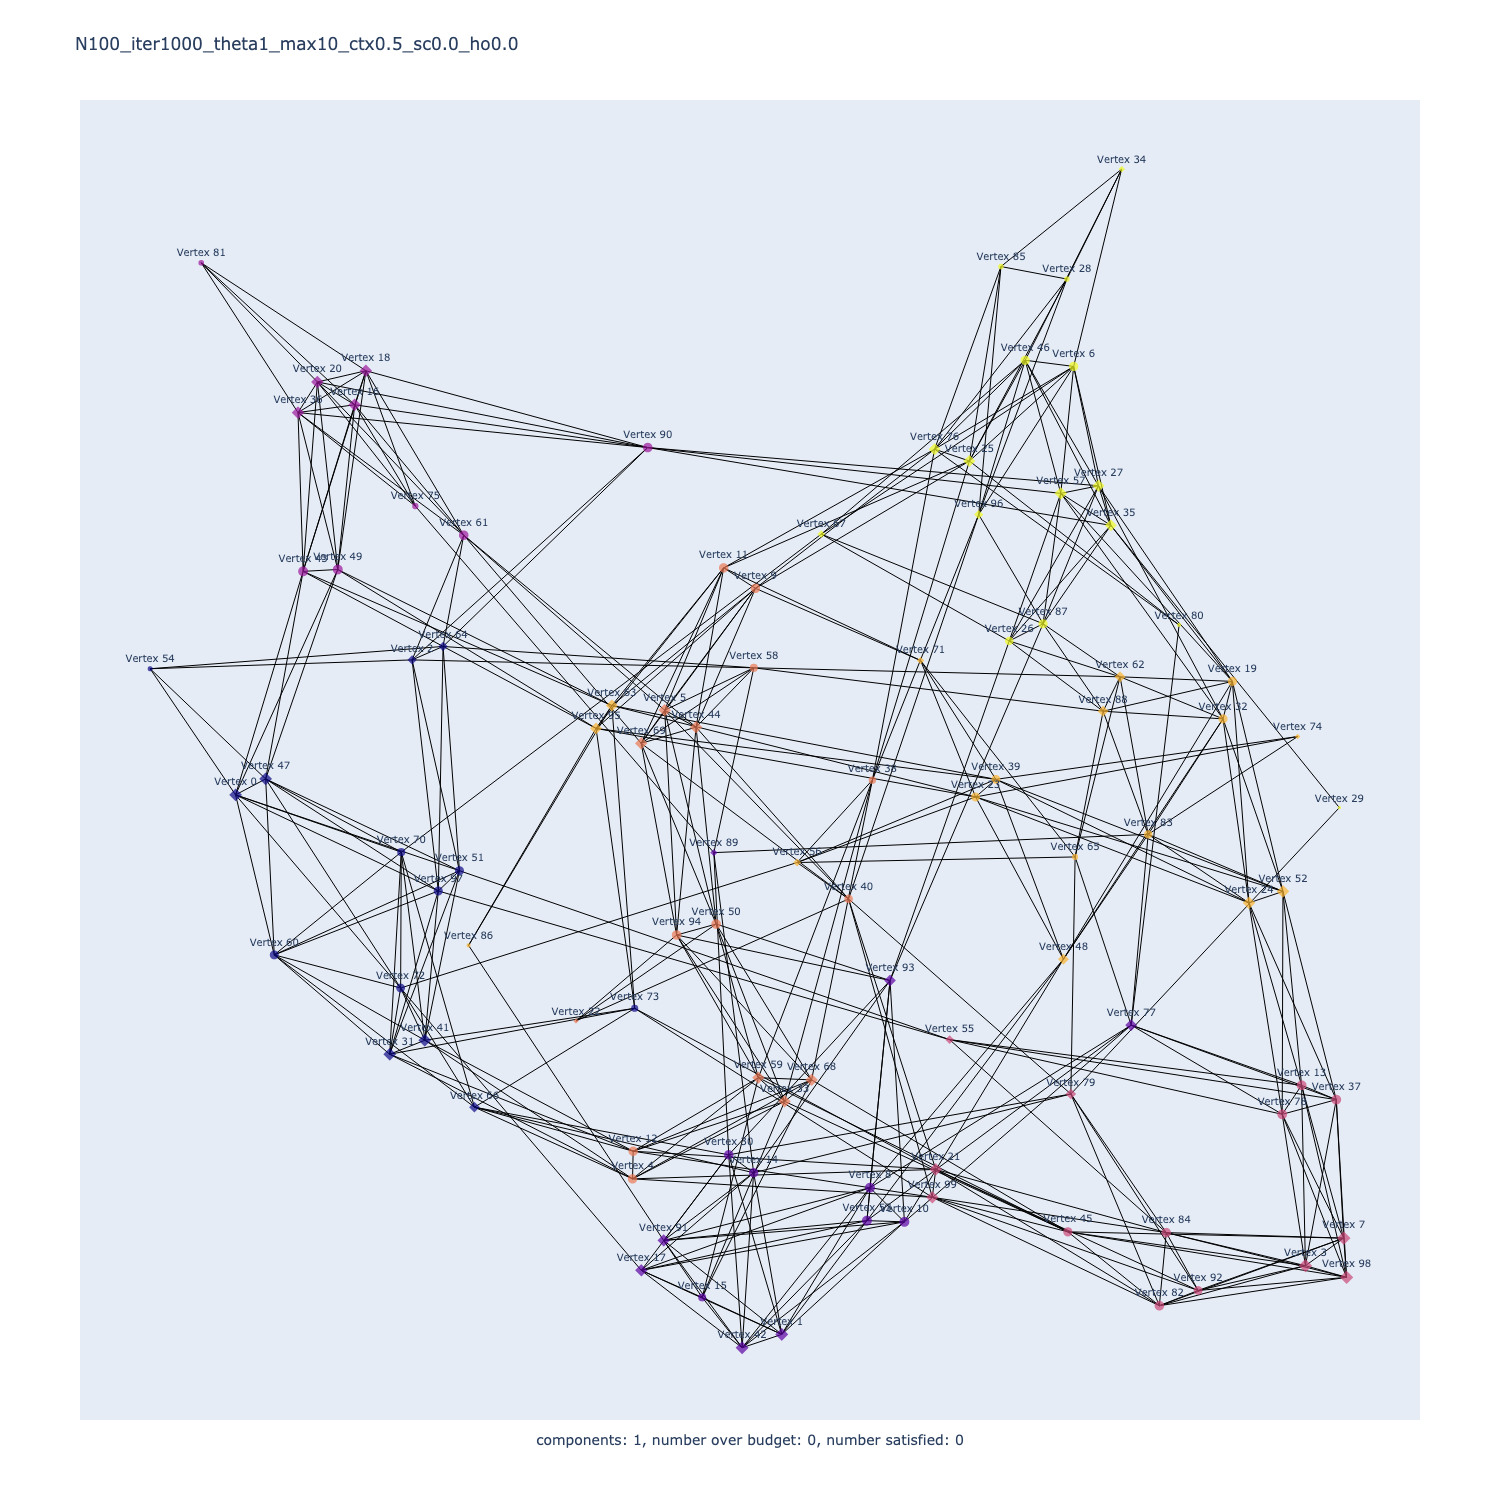 N100_iter1000_theta1_max10_ctx0.5_sc0.0_ho0.0
Vertex 34
Vertex 81
Vertex 85
Vertex 28
Vertex 46
Vertex 6
Vertex 18
Vertex 20
Vertex 16
Vertex 36
Vertex 90
Vertex 76
Vertex 25
Vertex 27
Vertex 57
Vertex 75
Vertex 96
Vertex 35
Vertex 61
Vertex 67
Vertex 11
Vertex 49
Vertex 9
Vertex 87
Vertex 80
Vertex 26
Vertex 64
Vertex 2
Vertex 71
Vertex 54
Vertex 58
Vertex 62
Vertex 19
Vertex 63
Vertex 5
Vertex 88
Vertex 44
Vertex 95
Vertex 32
Vertex 74
Vertex 69
Vertex 47
Vertex 39
Vertex 0
Vertex 23
Vertex 29
Vertex 83
Vertex 70
Vertex 89
Vertex 65
Vertex 51
Vertex 56
Vertex 52
Vertex 40
Vertex 24
Vertex 50
Vertex 94
Vertex 86
Vertex 60
Vertex 48
Vertex 93
Vertex 72
Vertex 22
Vertex 73
Vertex 77
Vertex 41
Vertex 55
Vertex 31
Vertex 59
Vertex 68
Vertex 13
Vertex 79
Vertex 37
Vertex 33
Vertex 78
Vertex 66
Vertex 12
Vertex 30
Vertex 21
Vertex 14
Vertex 4
Vertex 8
Vertex 99
Vertex 10
Vertex 45
Vertex 84
Vertex 7
Vertex 91
Vertex 17
Vertex 3
Vertex 98
Vertex 15
Vertex 92
Vertex 82
Vertex 1
Vertex 42
components: 1, number over budget: 0, number satisfied: 0